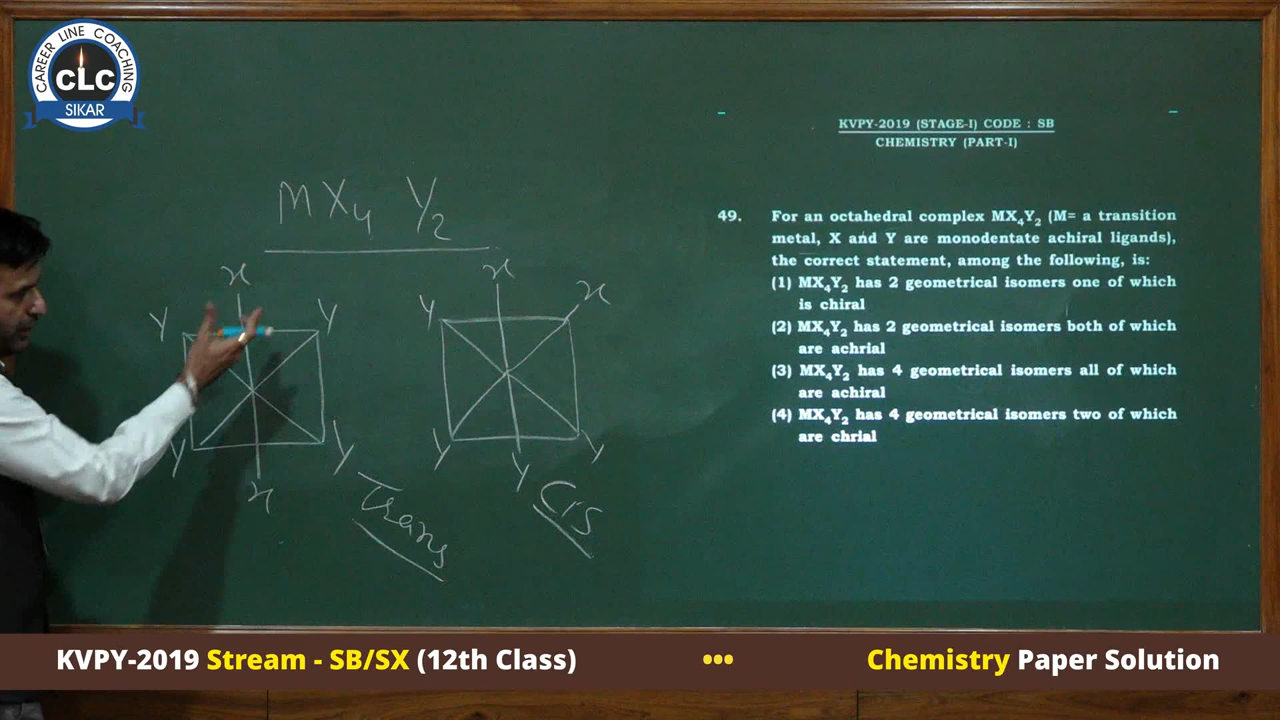 CAREER LINE COACHING
CLC
SIKAR
MX4 Y2
x
Y Y
Y Y
x
Trans
x
Y x
Y Y
Y
Cis
KVPY-2019 (STAGE-I) CODE : SB
CHEMISTRY (PART-I)
49. For an octahedral complex MX₄Y₂ (M= a transition
metal, X and Y are monodentate achiral ligands),
the correct statement, among the following, is:
(1) MX₄Y₂ has 2 geometrical isomers one of which
is chiral
(2) MX₄Y₂ has 2 geometrical isomers both of which
are achrial
(3) MX₄Y₂ has 4 geometrical isomers all of which
are achiral
(4) MX₄Y₂ has 4 geometrical isomers two of which
are chrial
KVPY-2019 Stream - SB/SX (12th Class) ••• Chemistry Paper Solution